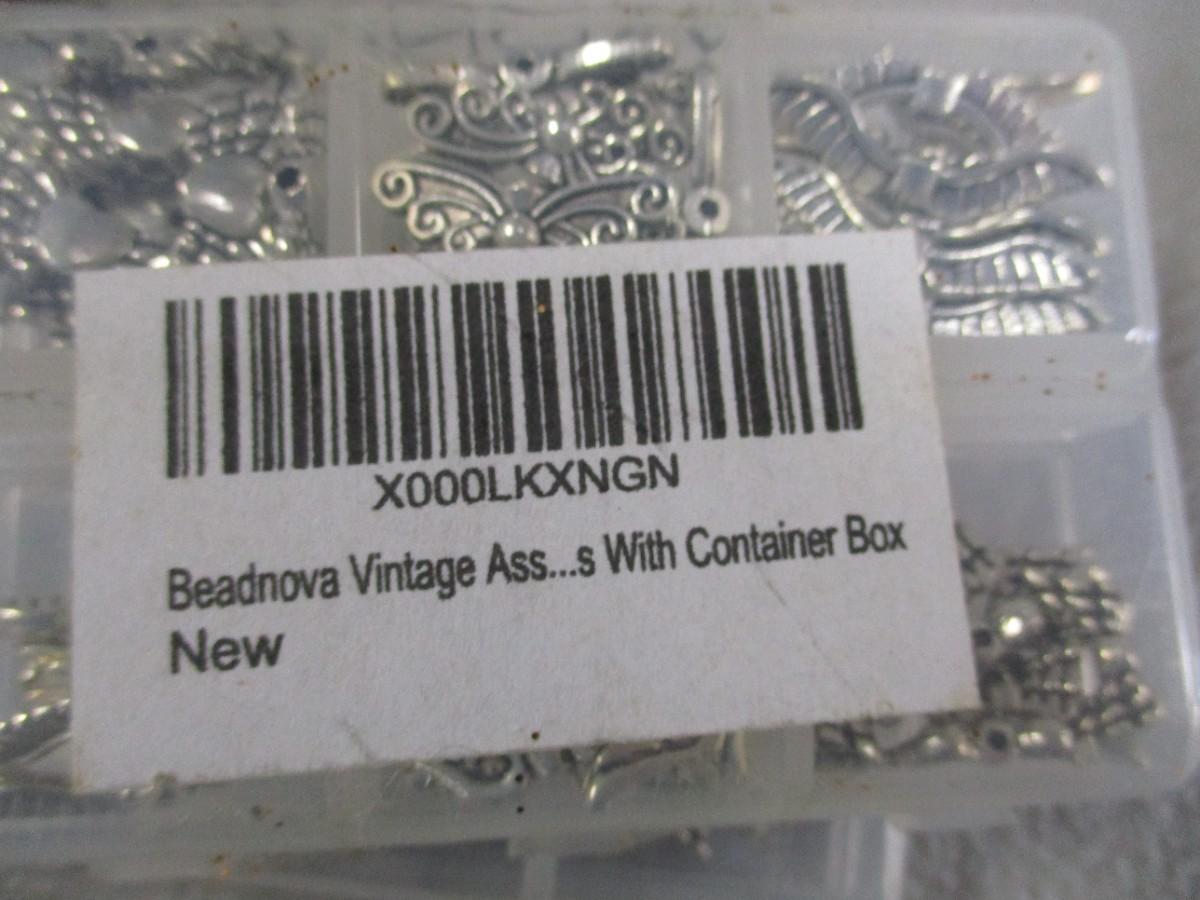 X000LKXNGN
Beadnova Vintage Ass...s With Container Box
New